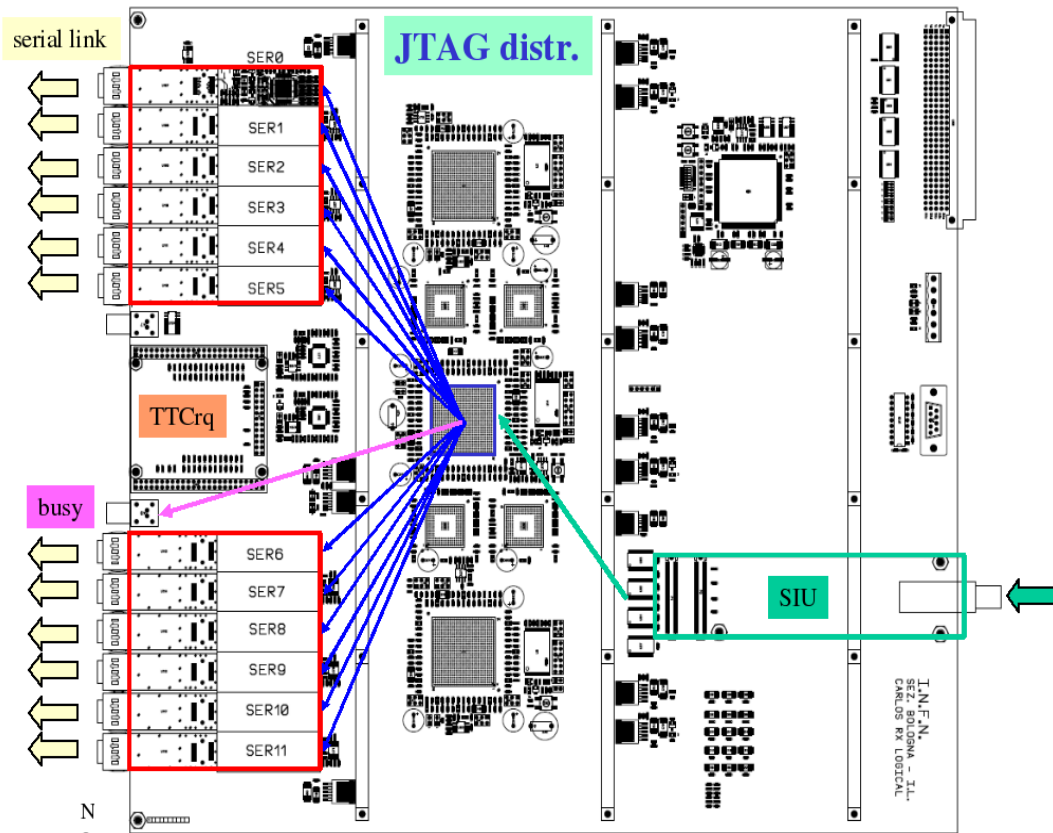 serial link
JTAG distr.
SER0
SER1
SER2
SER3
SER4
SER5
TTCrq
busy
SER6
SER7
SER8
SER9
SER10
SER11
SIU
I.N.F.N.
SEZ. BOLOGNA - I.L.
CARLOS RX LOGICAL
N